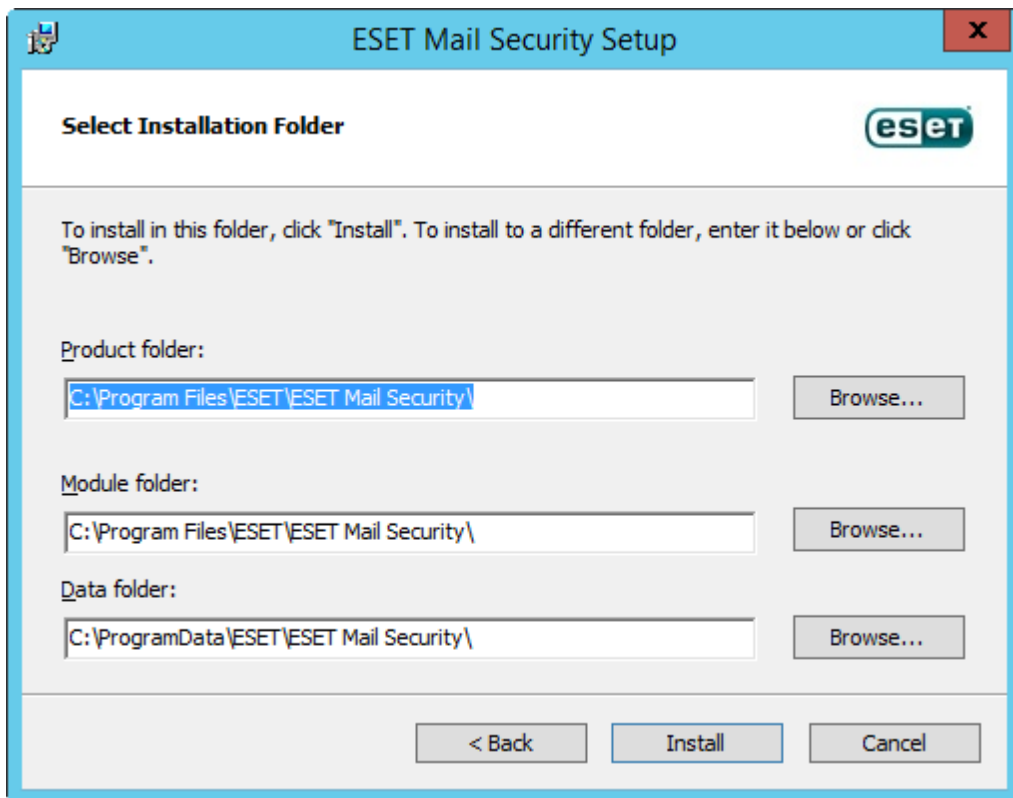 ESET Mail Security Setup
x
Select Installation Folder
eset
To install in this folder, click "Install". To install to a different folder, enter it below or click
"Browse".
Product folder:
C:\Program Files\ESET\ESET Mail Security\
Browse...
Module folder:
C:\Program Files\ESET\ESET Mail Security\
Browse...
Data folder:
C:\ProgramData\ESET\ESET Mail Security\
Browse...
< Back
Install
Cancel